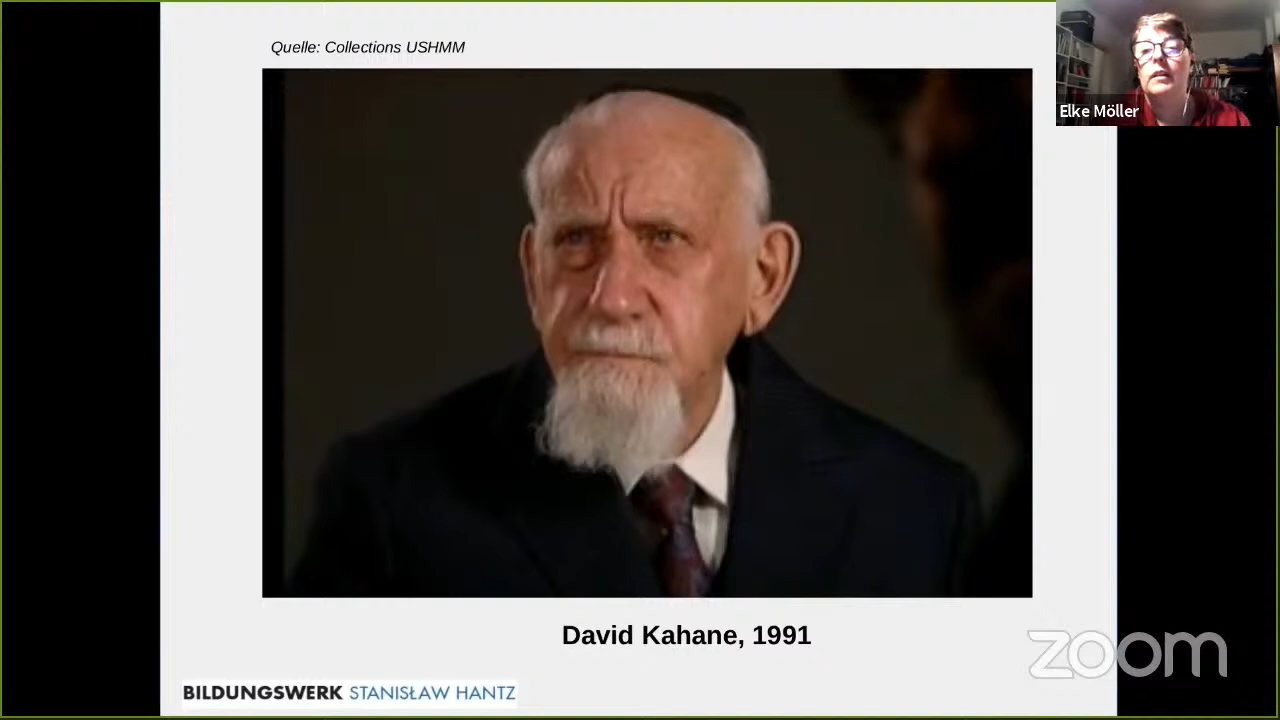 Quelle: Collections USHMM
Elke Möller
David Kahane, 1991
zoom
BILDUNGSWERK STANISŁAW HANTZ